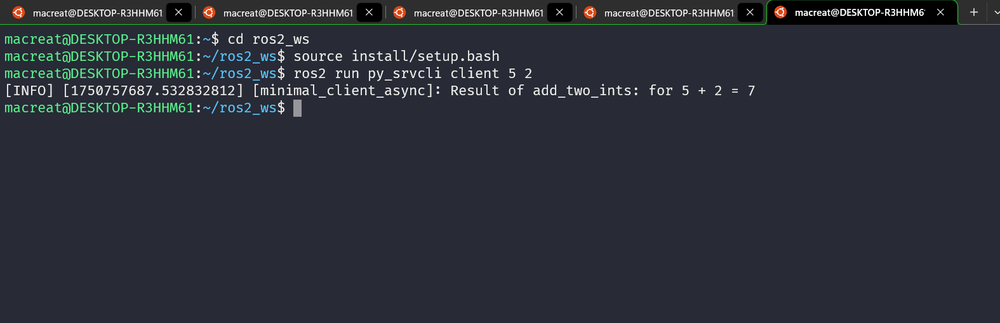 macreat@DESKTOP-R3HHM61 macreat@DESKTOP-R3HHM61 macreat@DESKTOP-R3HHM61 macreat@DESKTOP-R3HHM61 macreat@DESKTOP-R3HHM6
macreat@DESKTOP-R3HHM61:~$ cd ros2_ws
macreat@DESKTOP-R3HHM61:~/ros2_ws$ source install/setup.bash
macreat@DESKTOP-R3HHM61:~/ros2_ws$ ros2 run py_srvcli client 5 2
[INFO] [1750757687.532832812] [minimal_client_async]: Result of add_two_ints: for 5 + 2 = 7
macreat@DESKTOP-R3HHM61:~/ros2_ws$